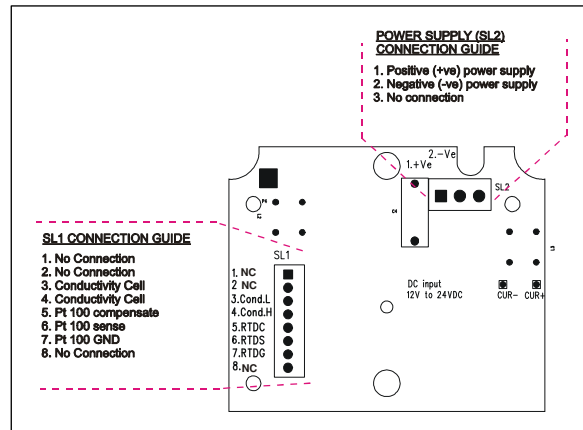 POWER SUPPLY (SL2)
CONNECTION GUIDE
1. Positive (+ve) power supply
2. Negative (-ve) power supply
3. No connection
2.-Ve
1.+Ve
SL2
SL1 CONNECTION GUIDE
1. No Connection
2. No Connection
3. Conductivity Cell
4. Conductivity Cell
5. Pt 100 compensate
6. Pt 100 sense
7. Pt 100 GND
8. No Connection
SL1
1. NC
2 NC
3.Cond.L
4.Cond.H
5.RTDC
6.RTDS
7.RTDG
8.NC
DC input
12V to 24VDC
CUR- CUR+